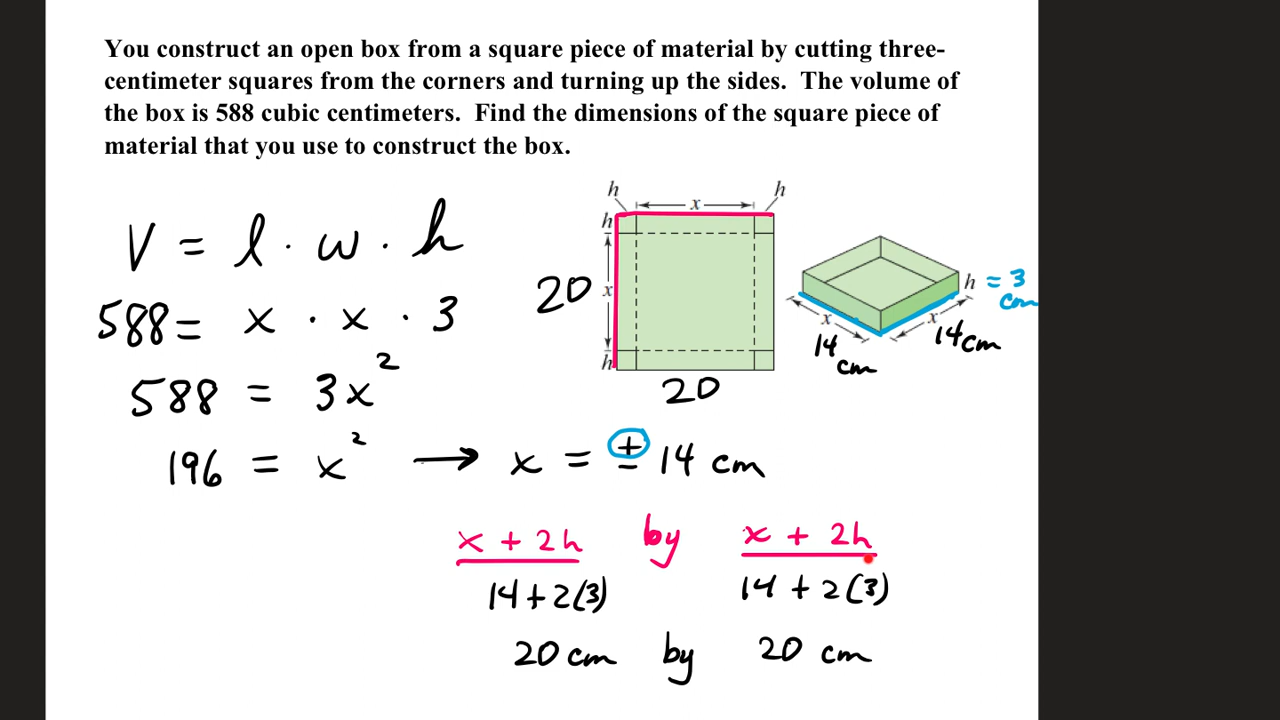 You construct an open box from a square piece of material by cutting three-
centimeter squares from the corners and turning up the sides. The volume of
the box is 588 cubic centimeters. Find the dimensions of the square piece of
material that you use to construct the box.
V = l · w · h
588 = x · x · 3
588 = 3x²
196 = x² → x = ± 14 cm
h
x
h
h
x
h
20
20
h = 3
cm
x
14
cm
x
14 cm
x + 2h by x + 2h
14 + 2(3) 14 + 2(3)
20 cm by 20 cm